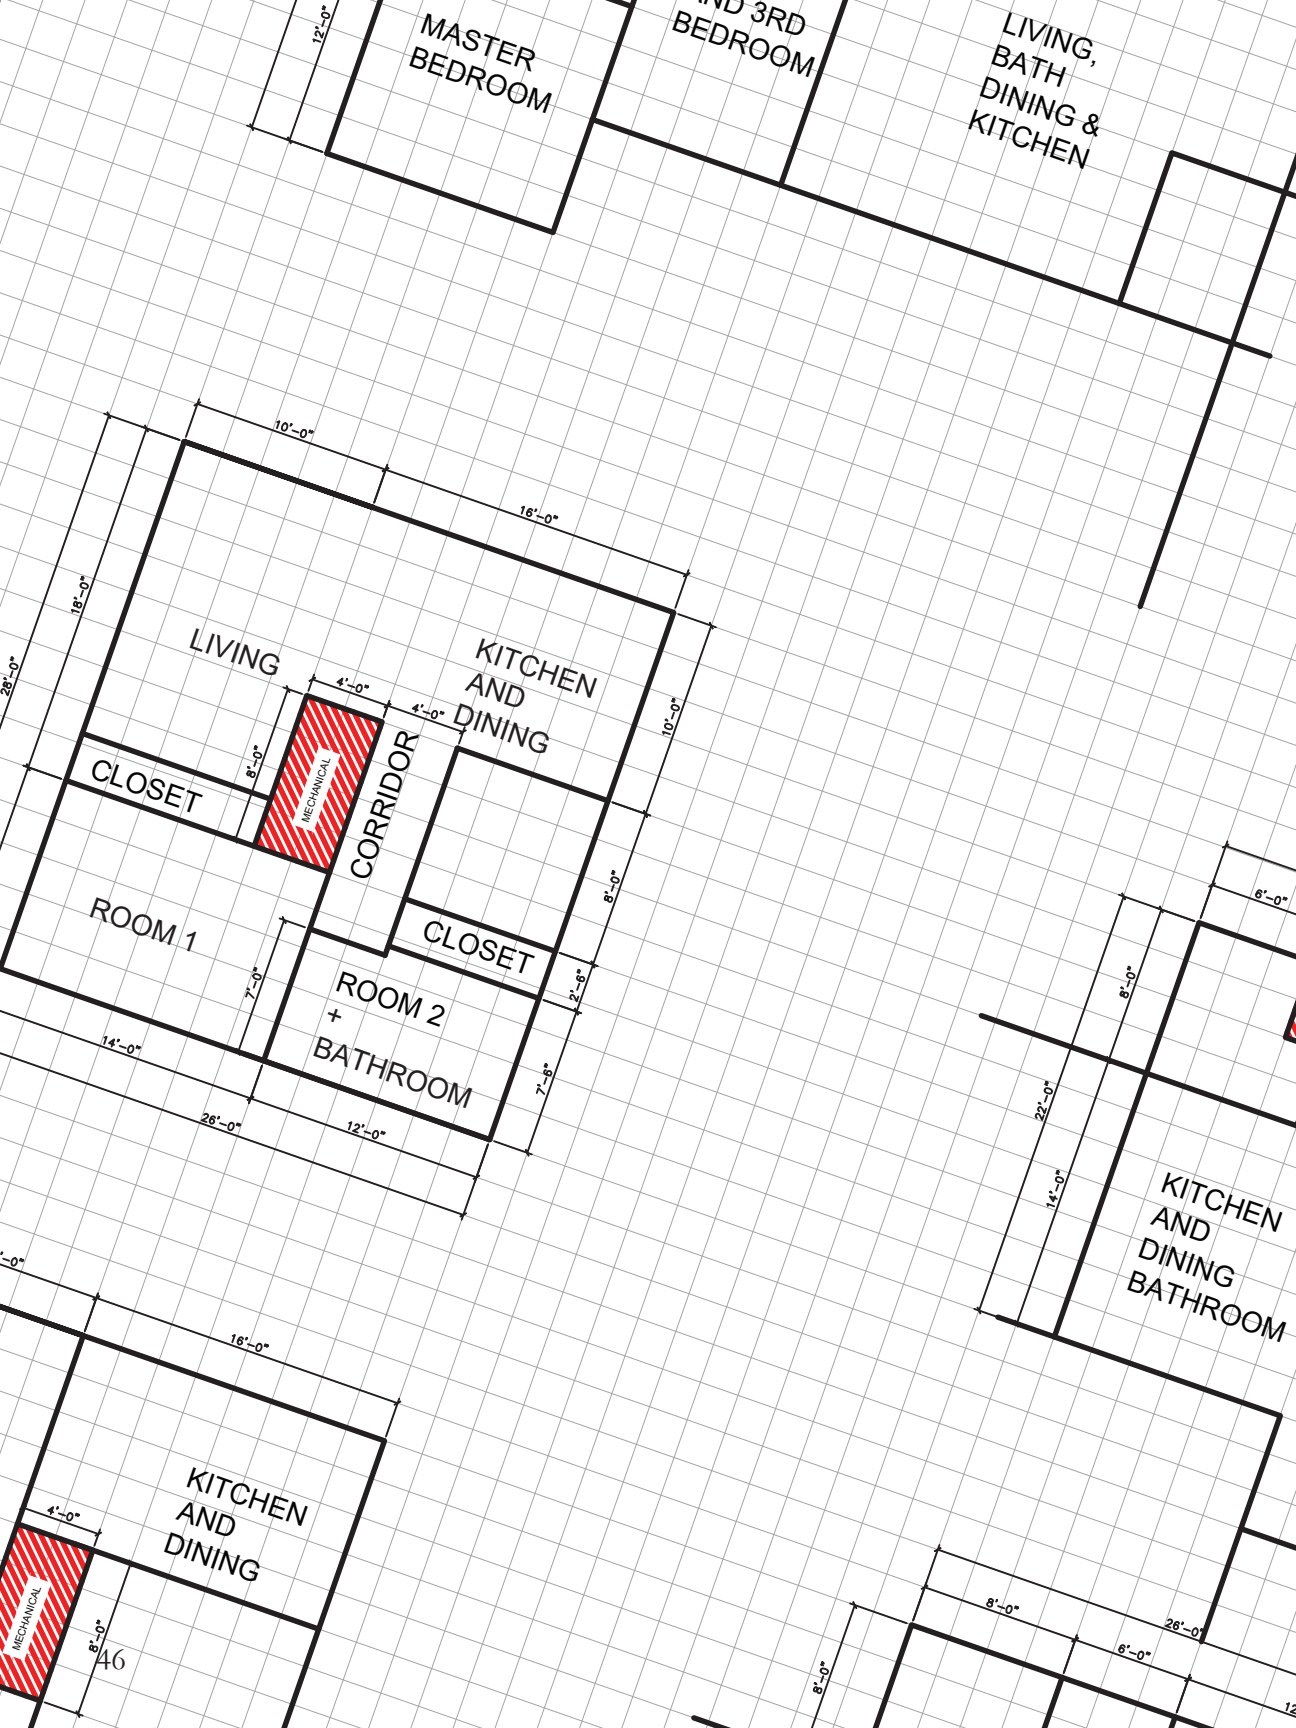 12'-0"
MASTER
BEDROOM
AND 3RD
BEDROOM
LIVING,
BATH
DINING &
KITCHEN
10'-0"
16'-0"
18'-0"
28'-0"
LIVING
KITCHEN
AND
DINING
4'-0"
4'-0"
10'-0"
8'-0"
MECHANICAL
CORRIDOR
CLOSET
8'-0"
ROOM 1
CLOSET
7'-0"
2'-6"
ROOM 2
+
BATHROOM
7'-6"
14'-0"
12'-0"
26'-0"
6'-0"
8'-0"
22'-0"
14'-0"
KITCHEN
AND
DINING
BATHROOM
'-0"
16'-0"
KITCHEN
AND
DINING
4'-0"
MECHANICAL
8'-0"
46
8'-0"
26'-0"
6'-0"
8'-0"
12